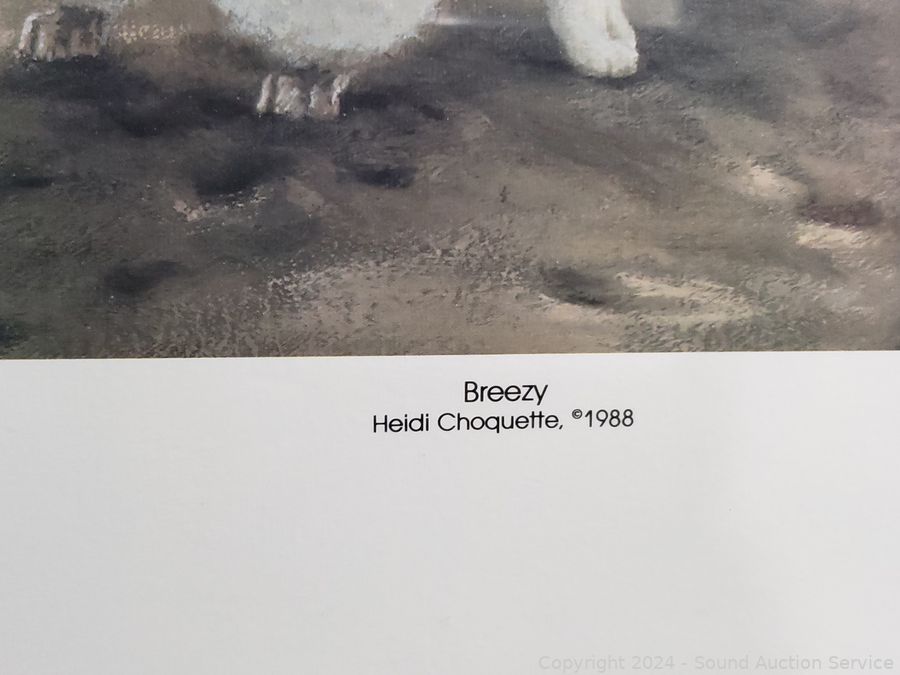 Breezy
Heidi Choquette, ©1988
Copyright 2024 - Sound Auction Service